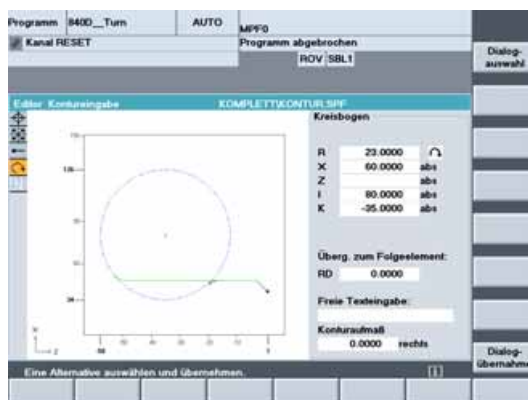 Programm 840D__Turn AUTO MPF0
Kanal RESET Programm abgebrochen
ROV SBL1
Dialog-
auswahl
Editor Kontureingabe KOMPLETT\KONTUR.SPF
Kreisbogen
R 23.0000
X 60.0000 abs
Z abs
I 80.0000 abs
K -35.0000 abs
Überg. zum Folgeelement:
RD 0.0000
Freie Texteingabe:
Konturaufmaß
0.0000 rechts
Z
Dialog-
übernahme
Eine Alternative auswählen und übernehmen.